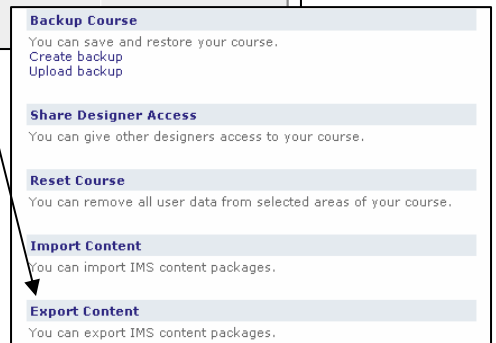 Backup Course
You can save and restore your course.
Create backup
Upload backup
Share Designer Access
You can give other designers access to your course.
Reset Course
You can remove all user data from selected areas of your course.
Import Content
You can import IMS content packages.
Export Content
You can export IMS content packages.